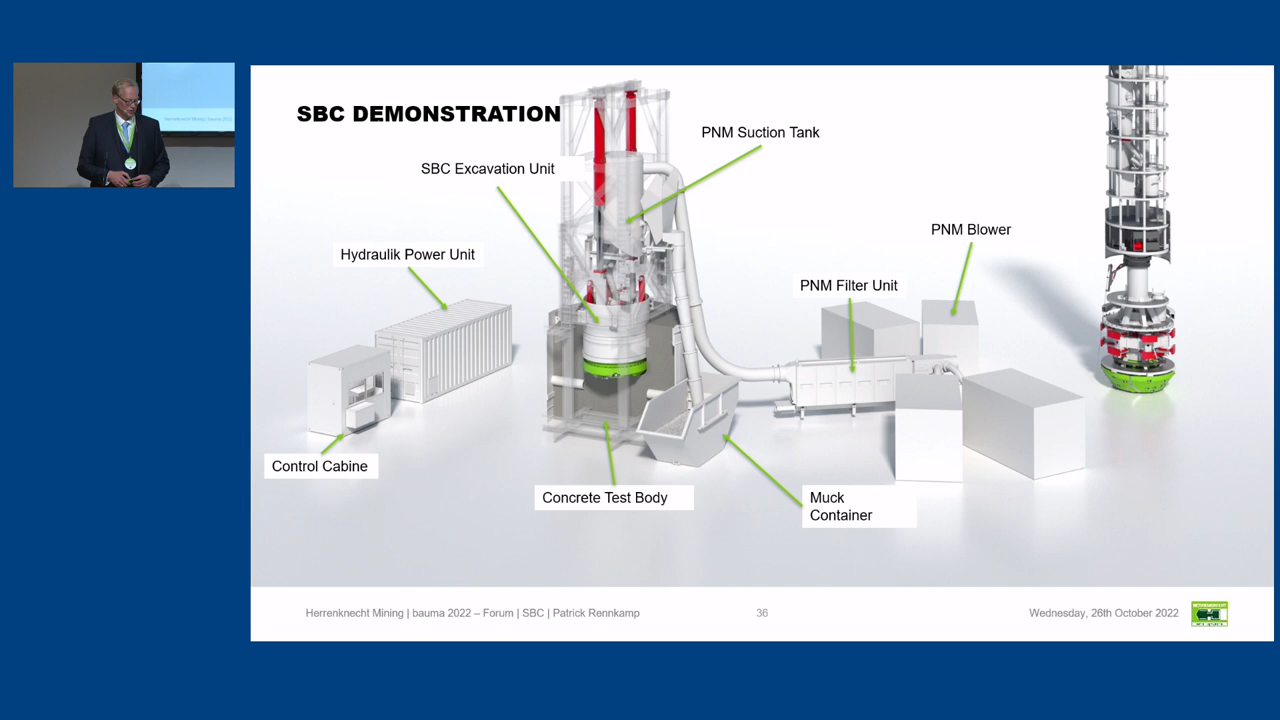 SBC DEMONSTRATION
PNM Suction Tank
SBC Excavation Unit
PNM Blower
Hydraulik Power Unit
PNM Filter Unit
Control Cabine
Concrete Test Body
Muck
Container
Herrenknecht Mining | bauma 2022 – Forum | SBC | Patrick Rennkamp
36
Wednesday, 26th October 2022